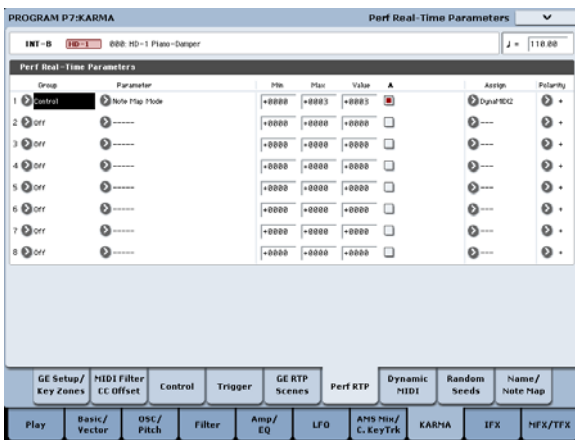 PROGRAM P7:KARMA Perf Real-Time Parameters
INT-B HD-1 000: HD-1 Piano-Damper ♩= 110.00
Perf Real-Time Parameters
Group Parameter Min Max Value A Assign Polarity
1 Control Note Map Mode +0000 +0003 +0003 DynaMIDI2 +
2 Off ----- +0000 +0000 +0000 --- +
3 Off ----- +0000 +0000 +0000 --- +
4 Off ----- +0000 +0000 +0000 --- +
5 Off ----- +0000 +0000 +0000 --- +
6 Off ----- +0000 +0000 +0000 --- +
7 Off ----- +0000 +0000 +0000 --- +
8 Off ----- +0000 +0000 +0000 --- +
GE Setup/ MIDI Filter Control Trigger GE RTP Perf RTP Dynamic Random Name/
Key Zones CC Offset Scenes MIDI Seeds Note Map
Play Basic/ OSC/ Filter Amp/ LFO AMS Mix/ KARMA IFX MFX/TFX
Vector Pitch EQ C. KeyTrk